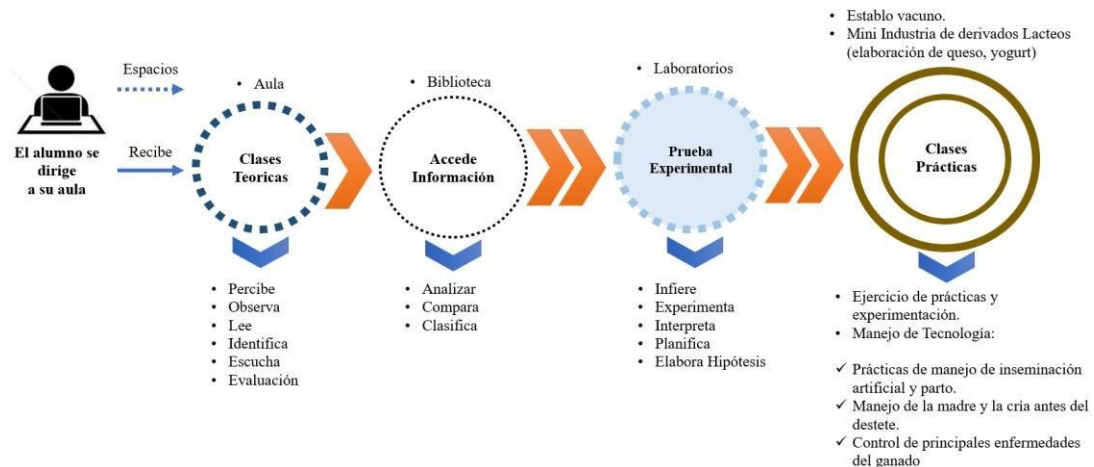 El alumno se
dirige
a su aula
Espacios
Recibe
• Aula
Clases
Teoricas
• Percibe
• Observa
• Lee
• Identifica
• Escucha
• Evaluación
• Biblioteca
Accede
Información
• Analizar
• Compara
• Clasifica
• Laboratorios
Prueba
Experimental
• Infiere
• Experimenta
• Interpreta
• Planifica
• Elabora Hipótesis
• Establo vacuno.
• Mini Industria de derivados Lacteos
(elaboración de queso, yogurt)
Clases
Prácticas
• Ejercicio de prácticas y
experimentación.
• Manejo de Tecnología:
✓ Prácticas de manejo de inseminación
artificial y parto.
✓ Manejo de la madre y la cría antes del
destete.
✓ Control de principales enfermedades
del ganado